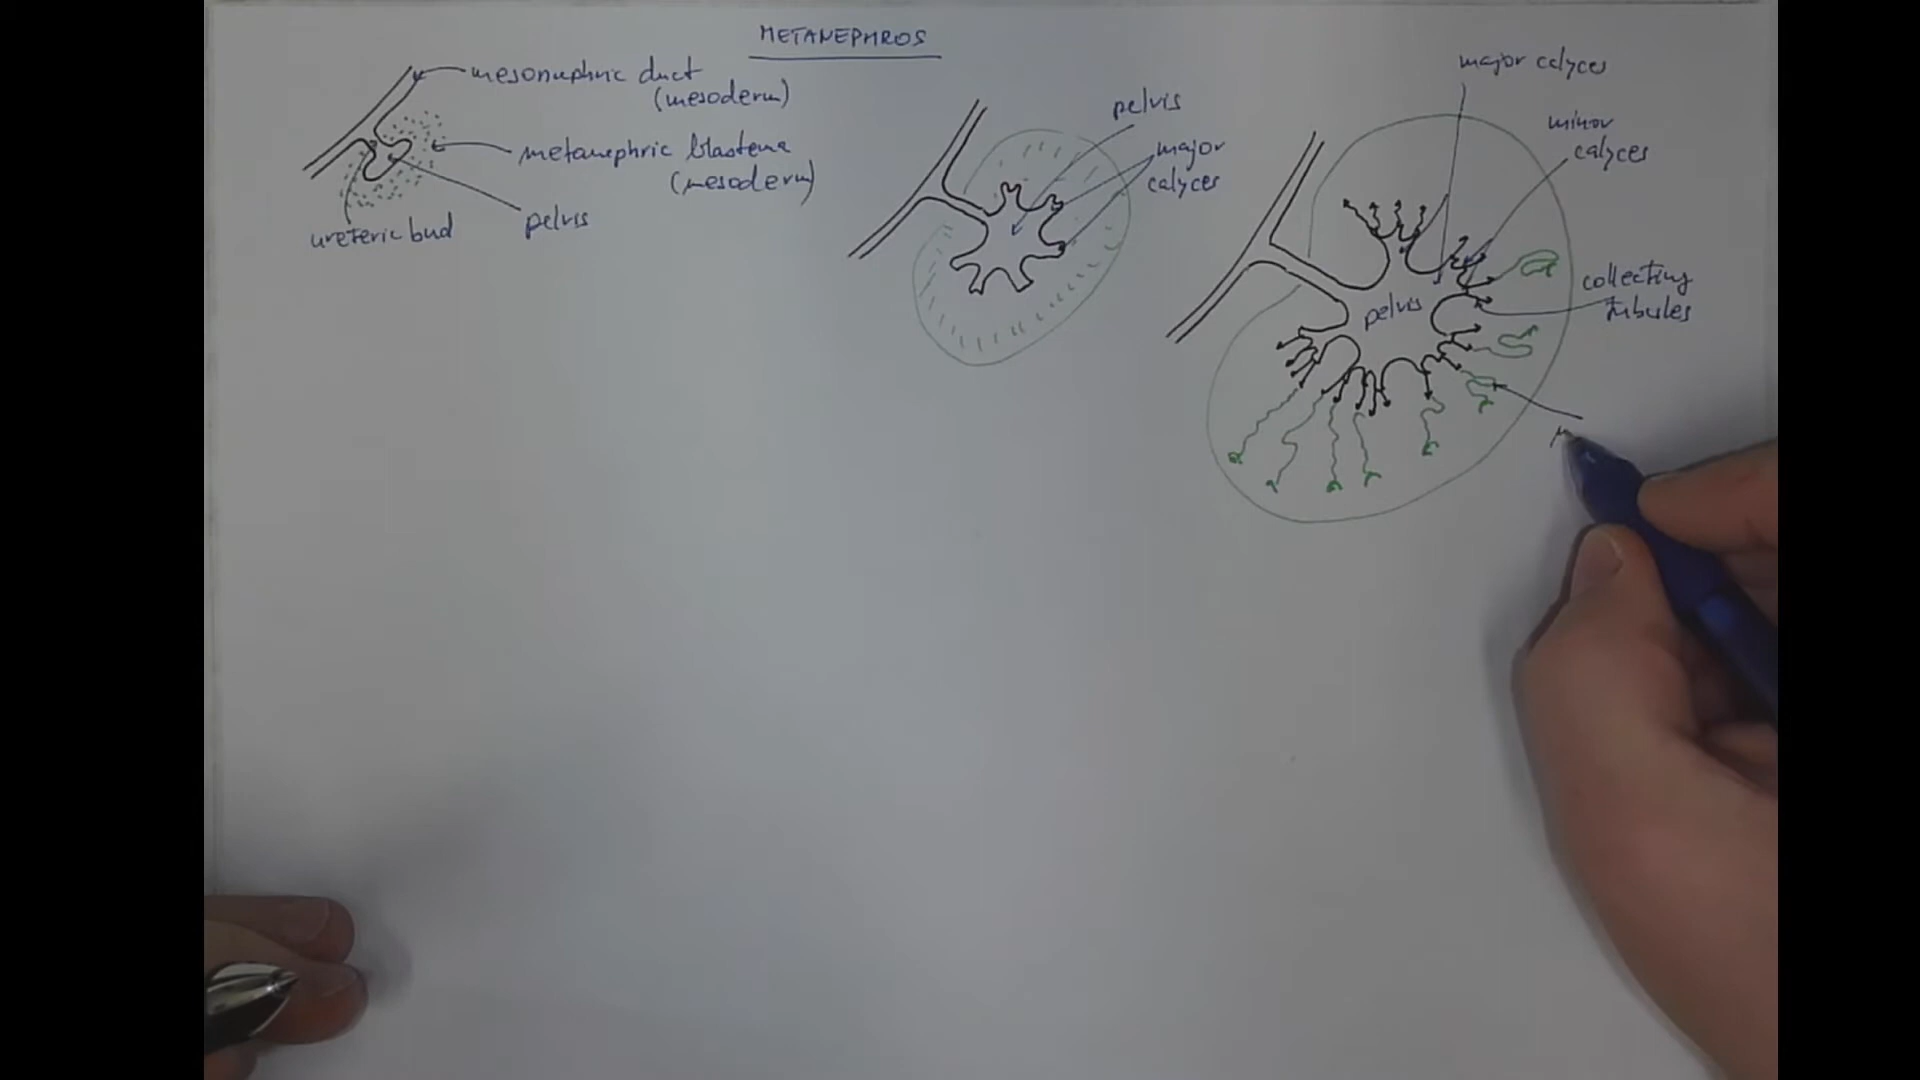 METANEPHROS
mesonephric duct
(mesoderm)
metanephric blastema
(mesoderm)
ureteric bud
pelvis
pelvis
major
calyces
major calyces
minor
calyces
collecting
tubules
pelvis